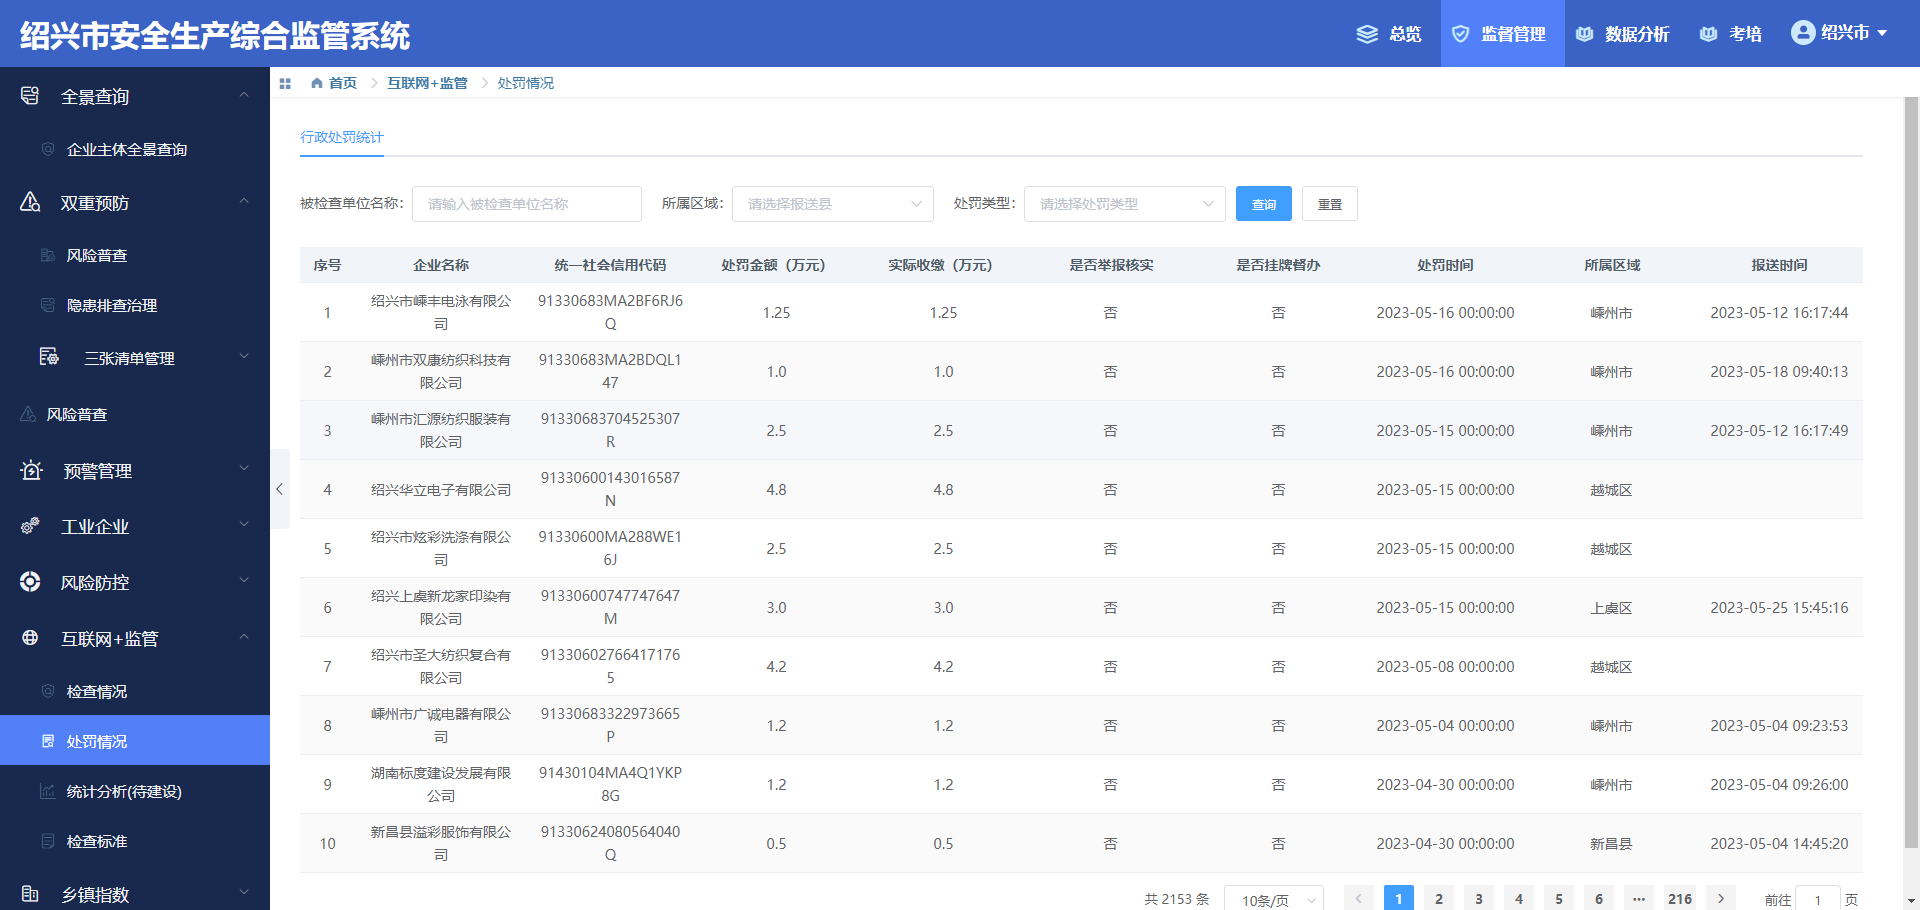 绍兴市安全生产综合监管系统
总览 监督管理 数据分析 考培 绍兴市
首页 互联网+监管 处罚情况
全景查询
企业主体全景查询
双重预防
风险普查
隐患排查治理
三张清单管理
风险普查
预警管理
工业企业
风险防控
互联网+监管
检查情况
处罚情况
统计分析(待建设)
检查标准
乡镇指数
行政处罚统计
被检查单位名称: 请输入被检查单位名称 所属区域: 请选择报送县 处罚类型: 请选择处罚类型 查询 重置
序号 企业名称 统一社会信用代码 处罚金额（万元） 实际收缴（万元） 是否举报核实 是否挂牌督办 处罚时间 所属区域 报送时间
1 绍兴市嵊丰电泳有限公司 91330683MA2BF6RJ6Q 1.25 1.25 否 否 2023-05-16 00:00:00 嵊州市 2023-05-12 16:17:44
2 嵊州市双康纺织科技有限公司 91330683MA2BDQL147 1.0 1.0 否 否 2023-05-16 00:00:00 嵊州市 2023-05-18 09:40:13
3 嵊州市汇源纺织服装有限公司 91330683704525307R 2.5 2.5 否 否 2023-05-15 00:00:00 嵊州市 2023-05-12 16:17:49
4 绍兴华立电子有限公司 91330600143016587N 4.8 4.8 否 否 2023-05-15 00:00:00 越城区
5 绍兴市炫彩洗涤有限公司 91330600MA288WE16J 2.5 2.5 否 否 2023-05-15 00:00:00 越城区
6 绍兴上虞新龙家印染有限公司 91330600747747647M 3.0 3.0 否 否 2023-05-15 00:00:00 上虞区 2023-05-25 15:45:16
7 绍兴市圣大纺织复合有限公司 913306027664171765 4.2 4.2 否 否 2023-05-08 00:00:00 越城区
8 嵊州市广诚电器有限公司 91330683322973665P 1.2 1.2 否 否 2023-05-04 00:00:00 嵊州市 2023-05-04 09:23:53
9 湖南标度建设发展有限公司 91430104MA4Q1YKP8G 1.2 1.2 否 否 2023-04-30 00:00:00 嵊州市 2023-05-04 09:26:00
10 新昌县溢彩服饰有限公司 91330624080564040Q 0.5 0.5 否 否 2023-04-30 00:00:00 新昌县 2023-05-04 14:45:20
共 2153 条 10条/页 1 2 3 4 5 6 ... 216 前往 1 页